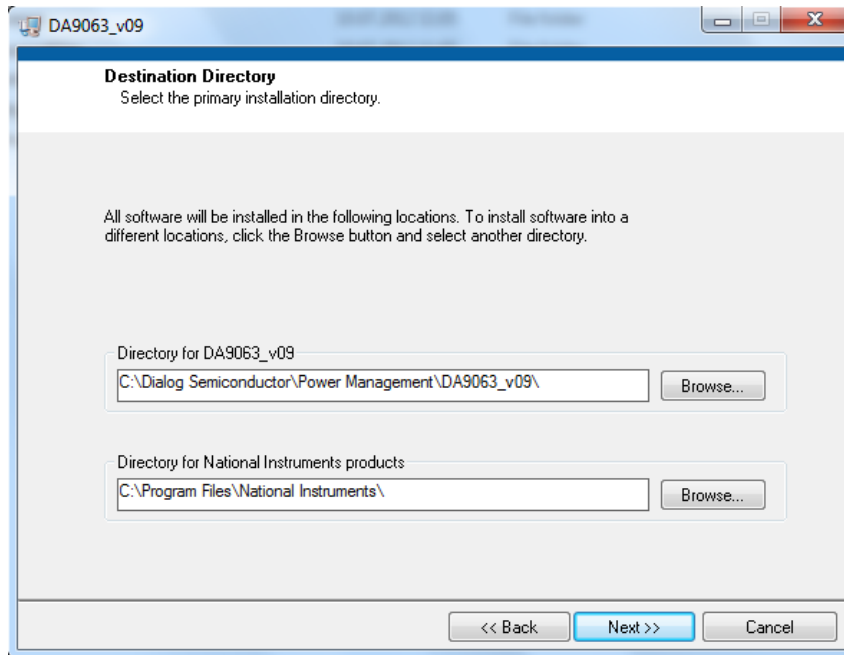 DA9063_v09
Destination Directory
Select the primary installation directory.
All software will be installed in the following locations. To install software into a
different locations, click the Browse button and select another directory.
Directory for DA9063_v09
C:\Dialog Semiconductor\Power Management\DA9063_v09\
Browse...
Directory for National Instruments products
C:\Program Files\National Instruments\
Browse...
<< Back
Next >>
Cancel